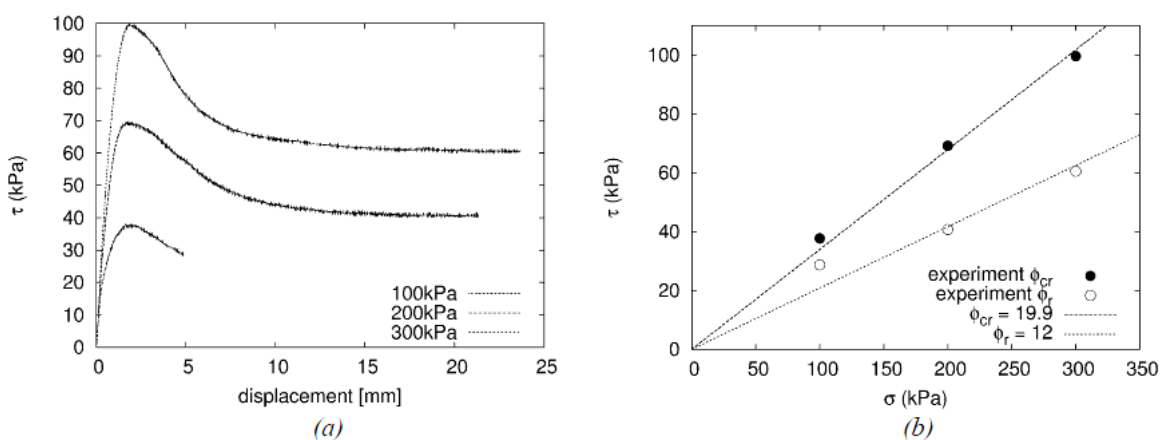 100
90
80
70
60
50
40
30
20
10
0
τ (kPa)
100kPa
200kPa
300kPa
0 5 10 15 20 25
displacement [mm]
(a)
100
80
60
40
20
0
τ (kPa)
experiment ϕcr
experiment ϕr
ϕcr = 19.9
ϕr = 12
0 50 100 150 200 250 300 350
σ (kPa)
(b)